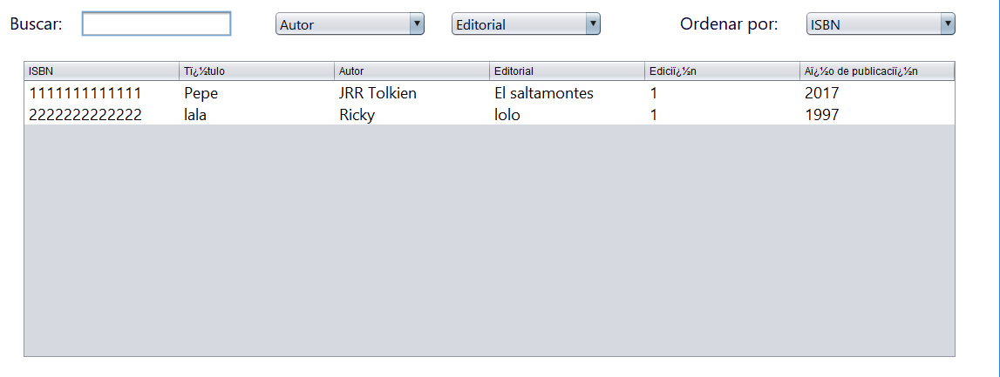 Buscar: Autor Editorial Ordenar por: ISBN
ISBN Tï¿½tulo Autor Editorial Ediciï¿½n Aï¿½o de publicaciï¿½n
1111111111111 Pepe JRR Tolkien El saltamontes 1 2017
2222222222222 lala Ricky lolo 1 1997